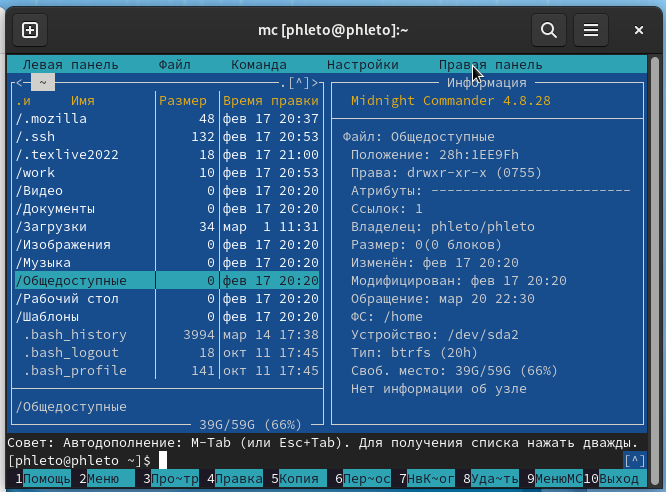 mc [phleto@phleto]:~
Левая панель Файл Команда Настройки Правая панель
<─ ~ .[^]>
.и Имя Размер Время правки
/.mozilla 48 фев 17 20:37
/.ssh 132 фев 17 20:53
/.texlive2022 18 фев 17 21:00
/work 10 фев 17 20:53
/Видео 0 фев 17 20:20
/Документы 0 фев 17 20:20
/Загрузки 34 мар 1 11:31
/Изображения 0 фев 17 20:20
/Музыка 0 фев 17 20:20
/Общедоступные 0 фев 17 20:20
/Рабочий стол 0 фев 17 20:20
/Шаблоны 0 фев 17 20:20
.bash_history 3994 мар 14 17:38
.bash_logout 18 окт 11 17:45
.bash_profile 141 окт 11 17:45
/Общедоступные
39G/59G (66%)
Информация
Midnight Commander 4.8.28
Файл: Общедоступные
Положение: 28h:1EE9Fh
Права: drwxr-xr-x (0755)
Атрибуты: -------------------------
Ссылок: 1
Владелец: phleto/phleto
Размер: 0(0 блоков)
Изменён: фев 17 20:20
Модифицирован: фев 17 20:20
Обращение: мар 20 22:30
ФС: /home
Устройство: /dev/sda2
Тип: btrfs (20h)
Своб. место: 39G/59G (66%)
Нет информации об узле
Совет: Автодополнение: M-Tab (или Esc+Tab). Для получения списка нажать дважды.
[phleto@phleto ~]$ [^]
1Помощь 2Меню 3Про~тр 4Правка 5Копия 6Пер~ос 7НвК~ог 8Уда~ть 9МенюMC 10Выход